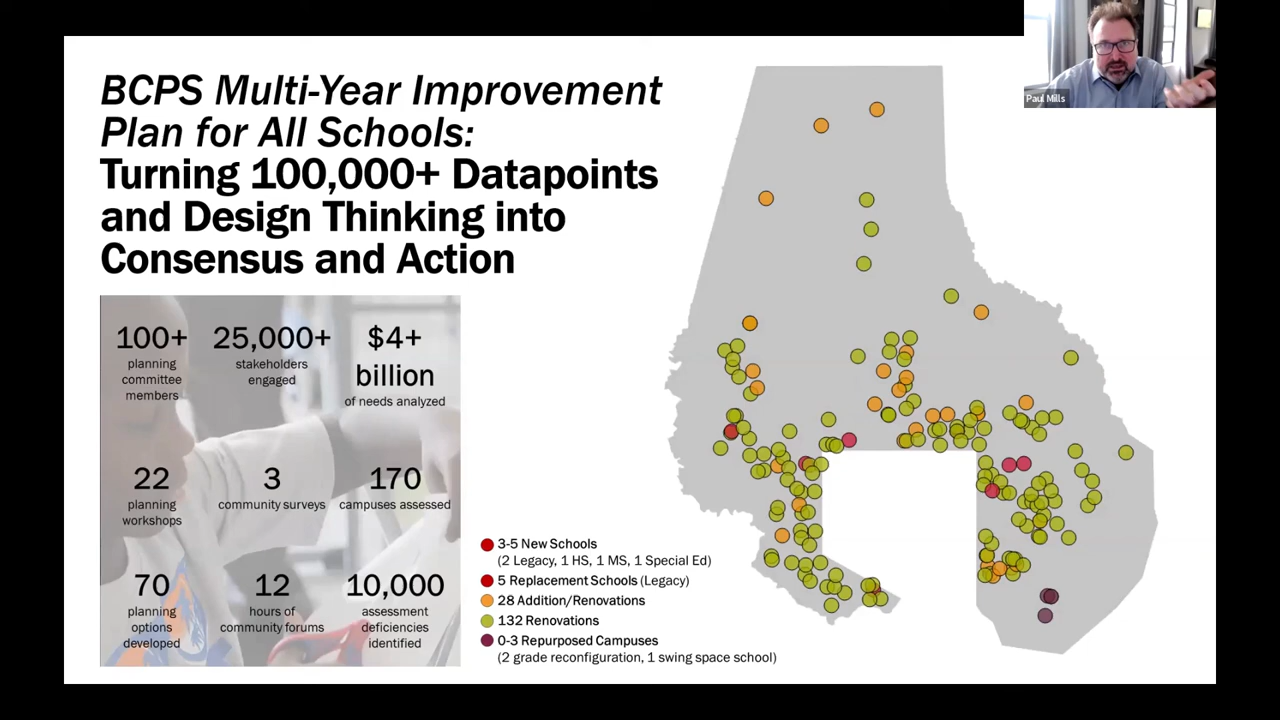 BCPS Multi-Year Improvement
Plan for All Schools:
Turning 100,000+ Datapoints
and Design Thinking into
Consensus and Action
Paul Mills
100+
planning
committee
members
25,000+
stakeholders
engaged
$4+
billion
of needs analyzed
22
planning
workshops
3
community surveys
170
campuses assessed
70
planning
options
developed
12
hours of
community forums
10,000
assessment
deficiencies
identified
3-5 New Schools
(2 Legacy, 1 HS, 1 MS, 1 Special Ed)
5 Replacement Schools (Legacy)
28 Addition/Renovations
132 Renovations
0-3 Repurposed Campuses
(2 grade reconfiguration, 1 swing space school)